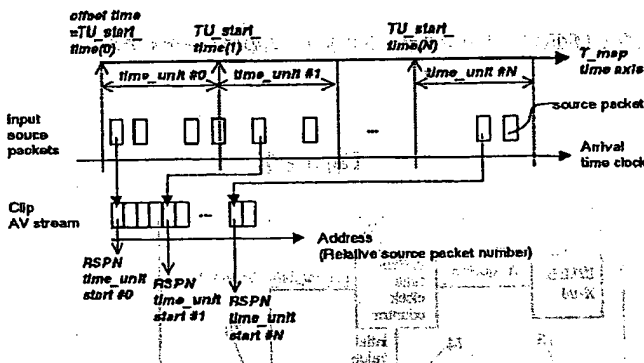 offset time
=TU_start_
time(0)
TU_start_
time(1)
TU_start_
time(N)
T_map
time axis
time_unit #0
time_unit #1
time_unit #N
source packet
Input
source
packets
...
Arrival
time clock
Clip
AV stream
...
Address
(Relative source packet number)
RSPN
time_unit
start #0
RSPN
time_unit
start #1
RSPN
time_unit
start #N